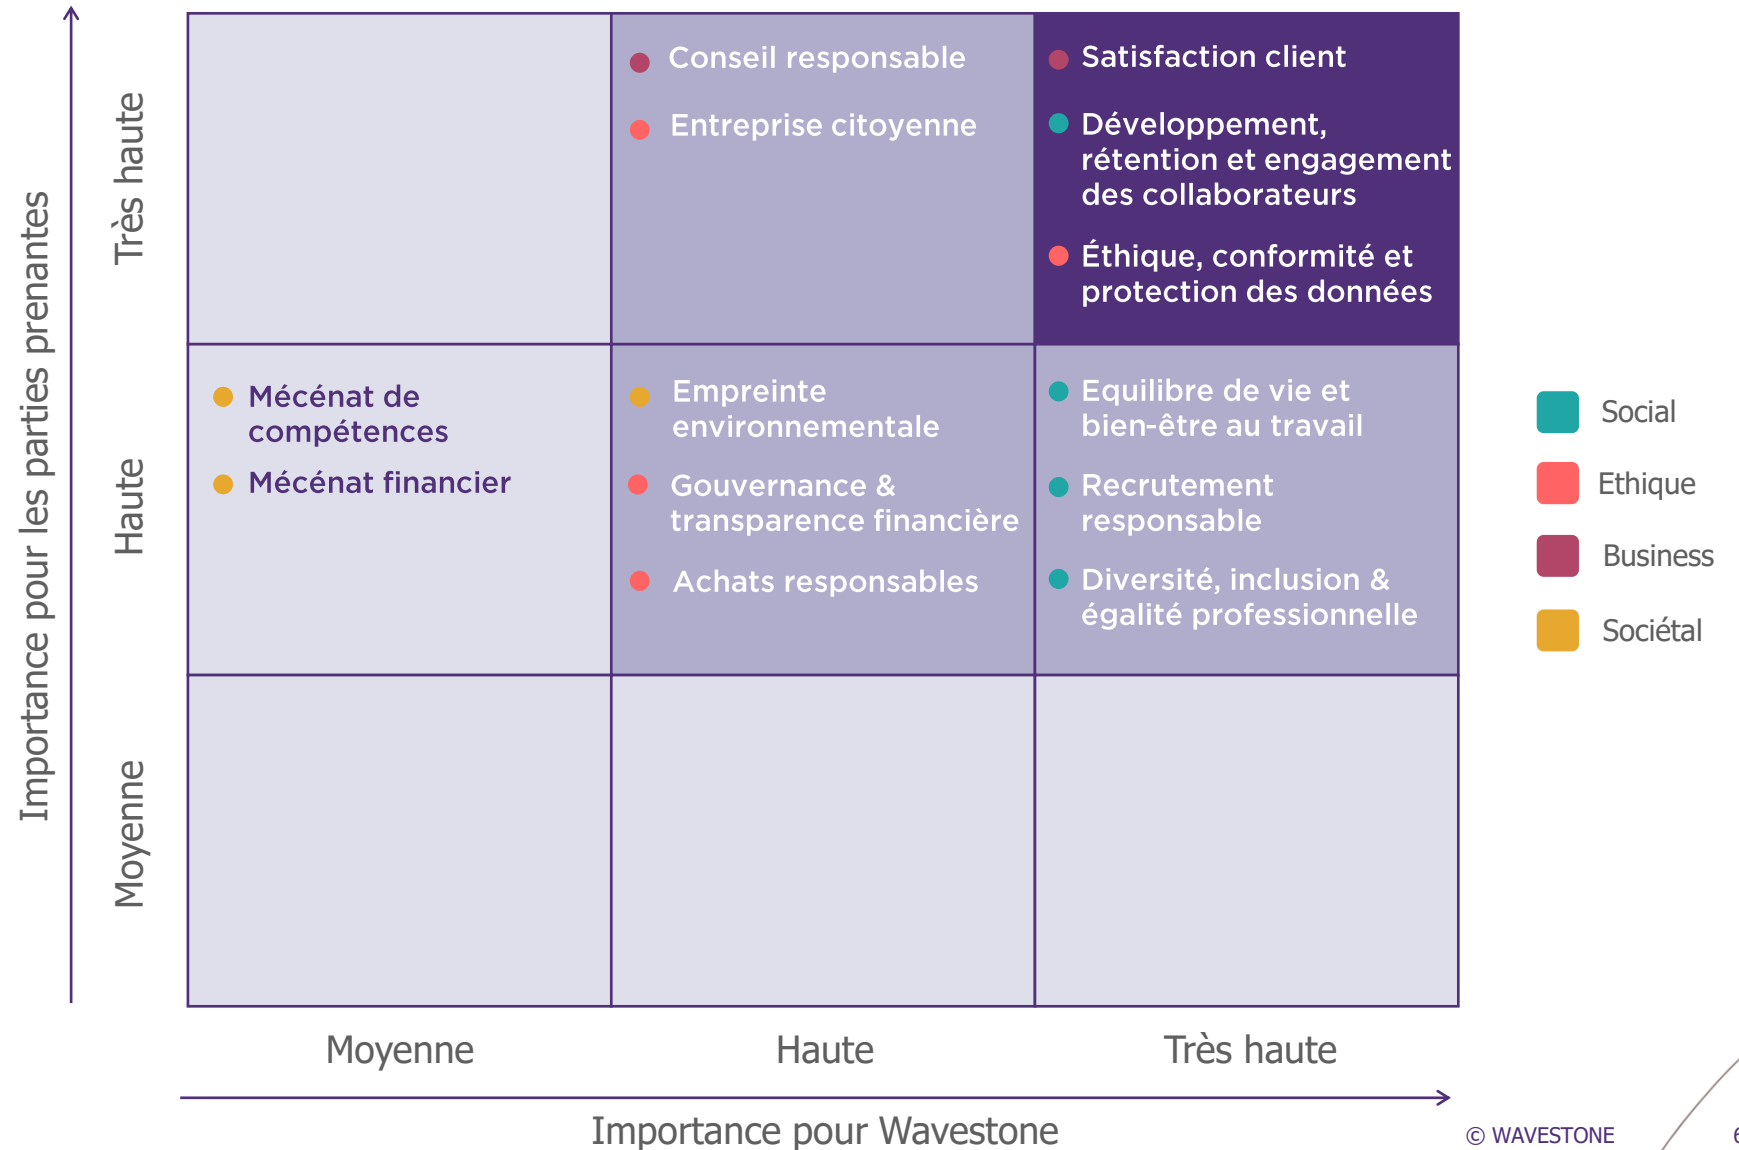 Importance pour les parties prenantes
Très haute
Conseil responsable
Entreprise citoyenne
Satisfaction client
Développement,
rétention et engagement
des collaborateurs
Éthique, conformité et
protection des données
Haute
Mécénat de
compétences
Mécénat financier
Empreinte
environnementale
Gouvernance &
transparence financière
Achats responsables
Equilibre de vie et
bien-être au travail
Recrutement
responsable
Diversité, inclusion &
égalité professionnelle
Social
Ethique
Business
Sociétal
Moyenne
Moyenne
Haute
Très haute
Importance pour Wavestone
© WAVESTONE